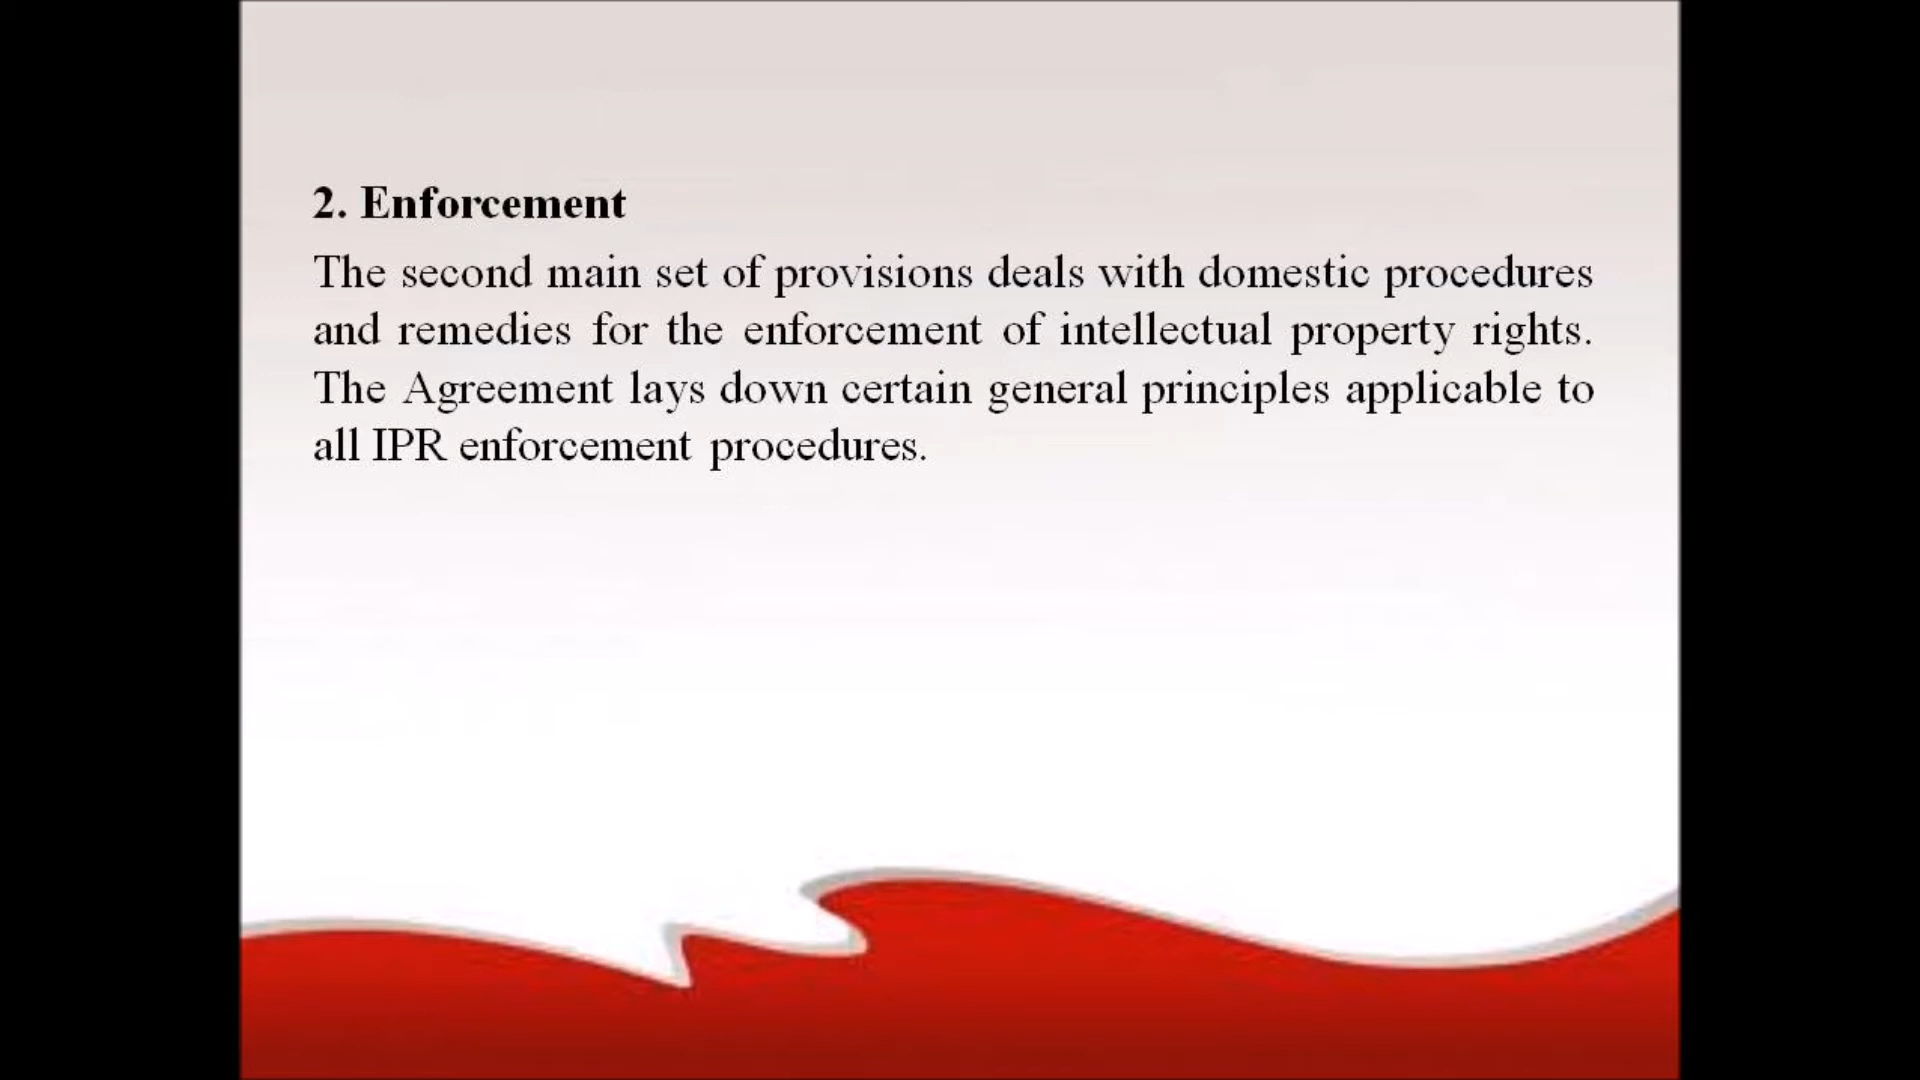 2. Enforcement
The second main set of provisions deals with domestic procedures
and remedies for the enforcement of intellectual property rights.
The Agreement lays down certain general principles applicable to
all IPR enforcement procedures.